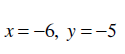 x = −6, y = −5